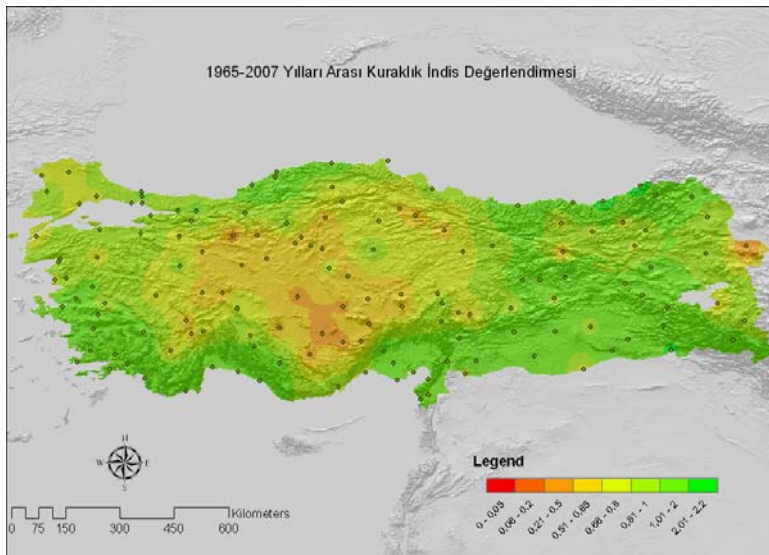 1965-2007 Yılları Arası Kuraklık İndis Değerlendirmesi
N
W E
S
Legend
Kilometers
0 75 150 300 450 600
0 - 0,05
0,06 - 0,2
0,21 - 0,5
0,51 - 0,65
0,66 - 0,8
0,81 - 1
1,01 - 2
2,01 - 2,2